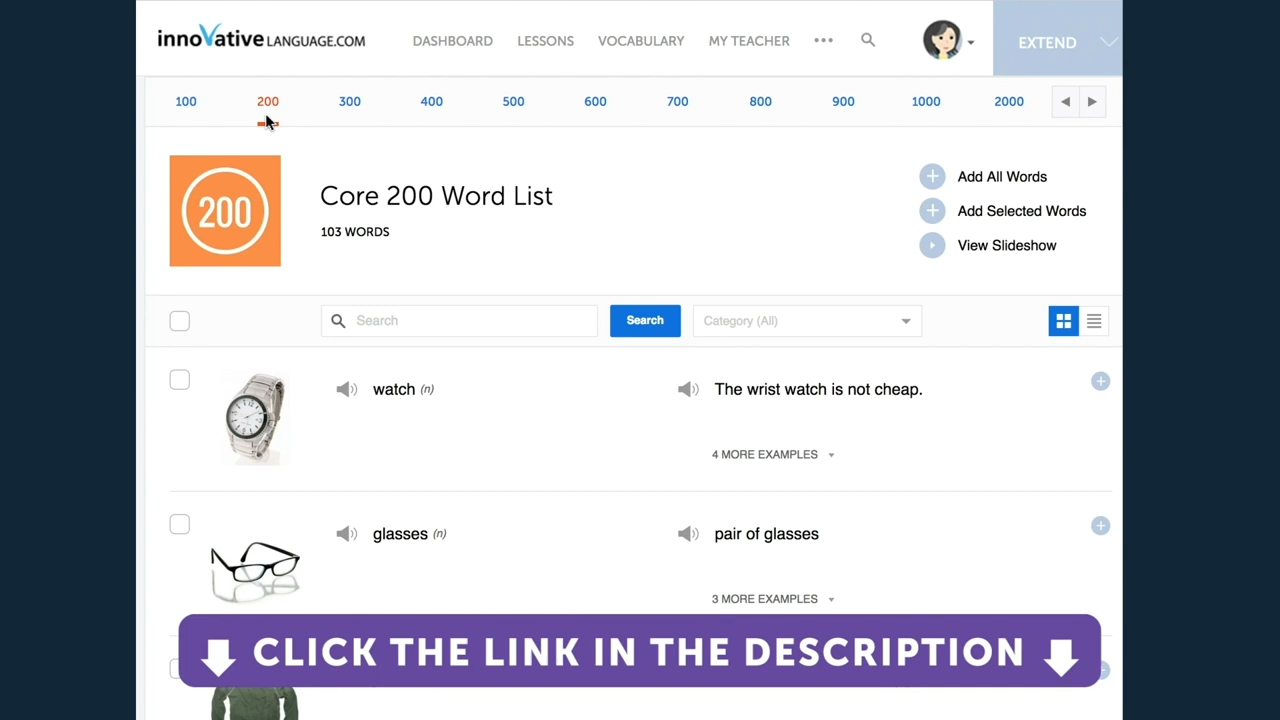 innoVative LANGUAGE.COM DASHBOARD LESSONS VOCABULARY MY TEACHER ••• EXTEND
100 200 300 400 500 600 700 800 900 1000 2000
200
Core 200 Word List
103 WORDS
Add All Words
Add Selected Words
View Slideshow
Search Search Category (All)
watch (n) The wrist watch is not cheap.
4 MORE EXAMPLES
glasses (n) pair of glasses
3 MORE EXAMPLES
CLICK THE LINK IN THE DESCRIPTION